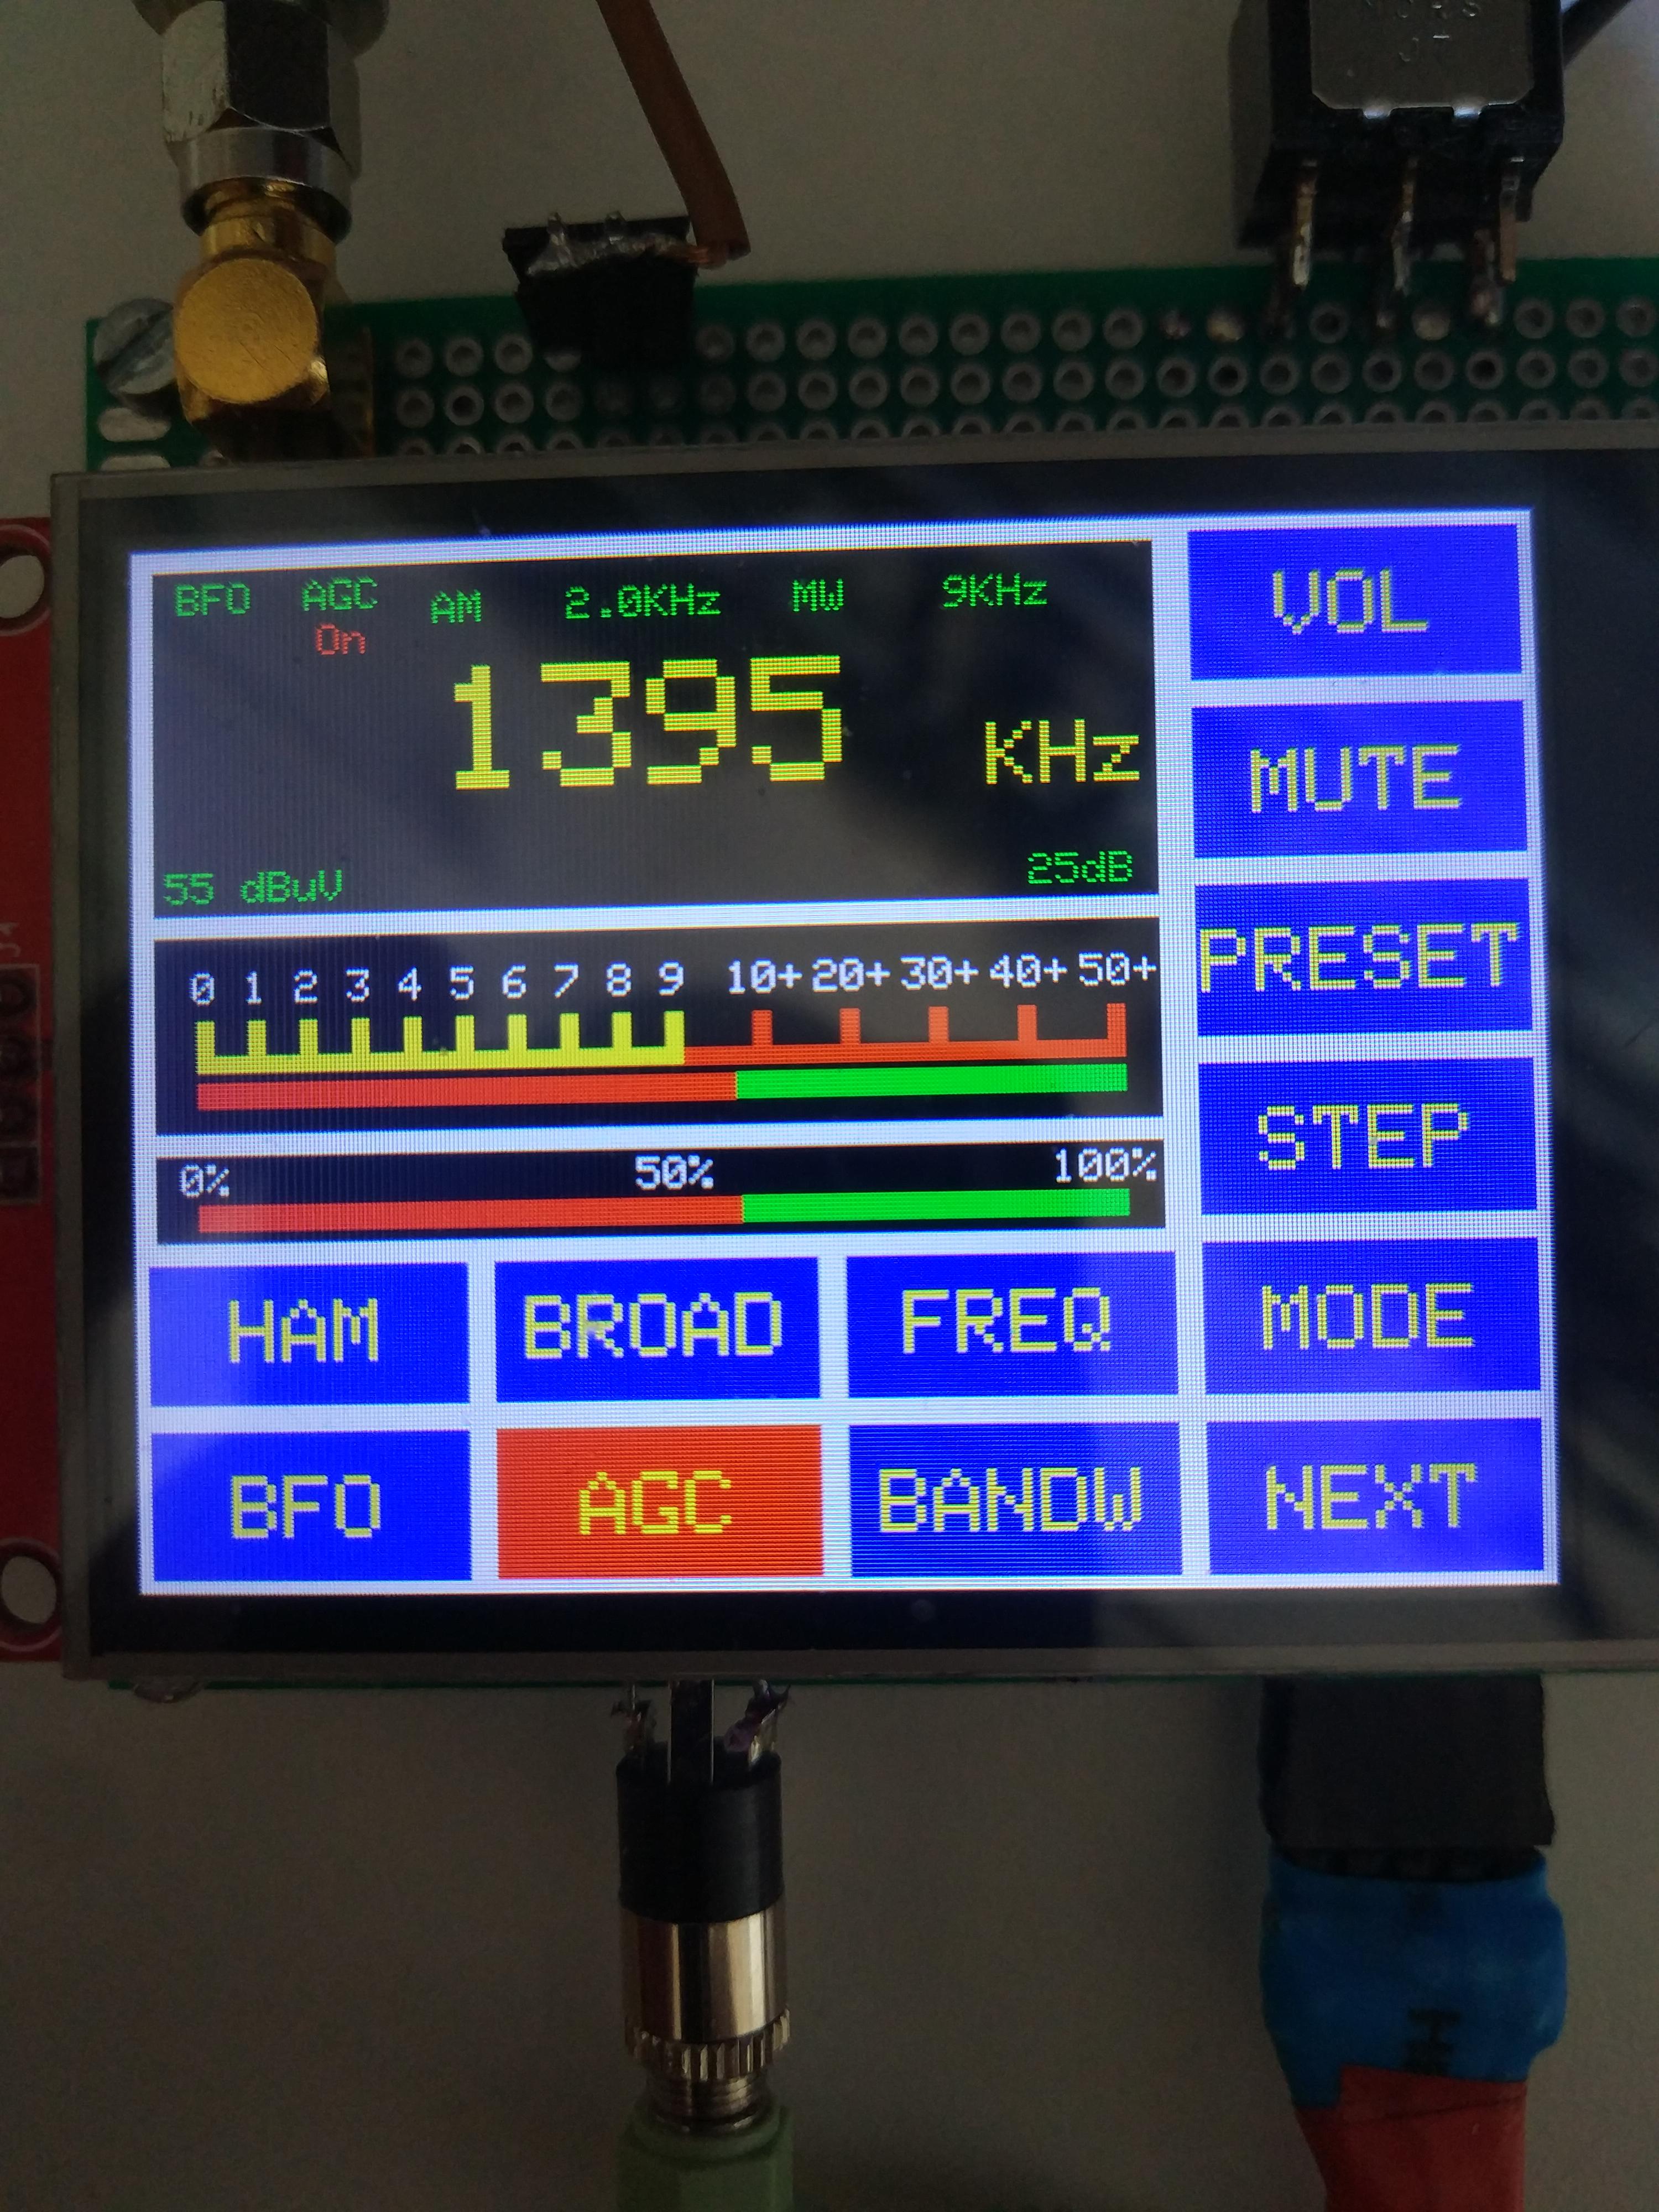 BFO AGC AM 2.0KHz MW 9KHz
On
1395 KHz
55 dBuV 25dB
0 1 2 3 4 5 6 7 8 9 10+ 20+ 30+ 40+ 50+
0% 50% 100%
VOL
MUTE
PRESET
STEP
HAM BROAD FREQ MODE
BFO AGC BANDW NEXT